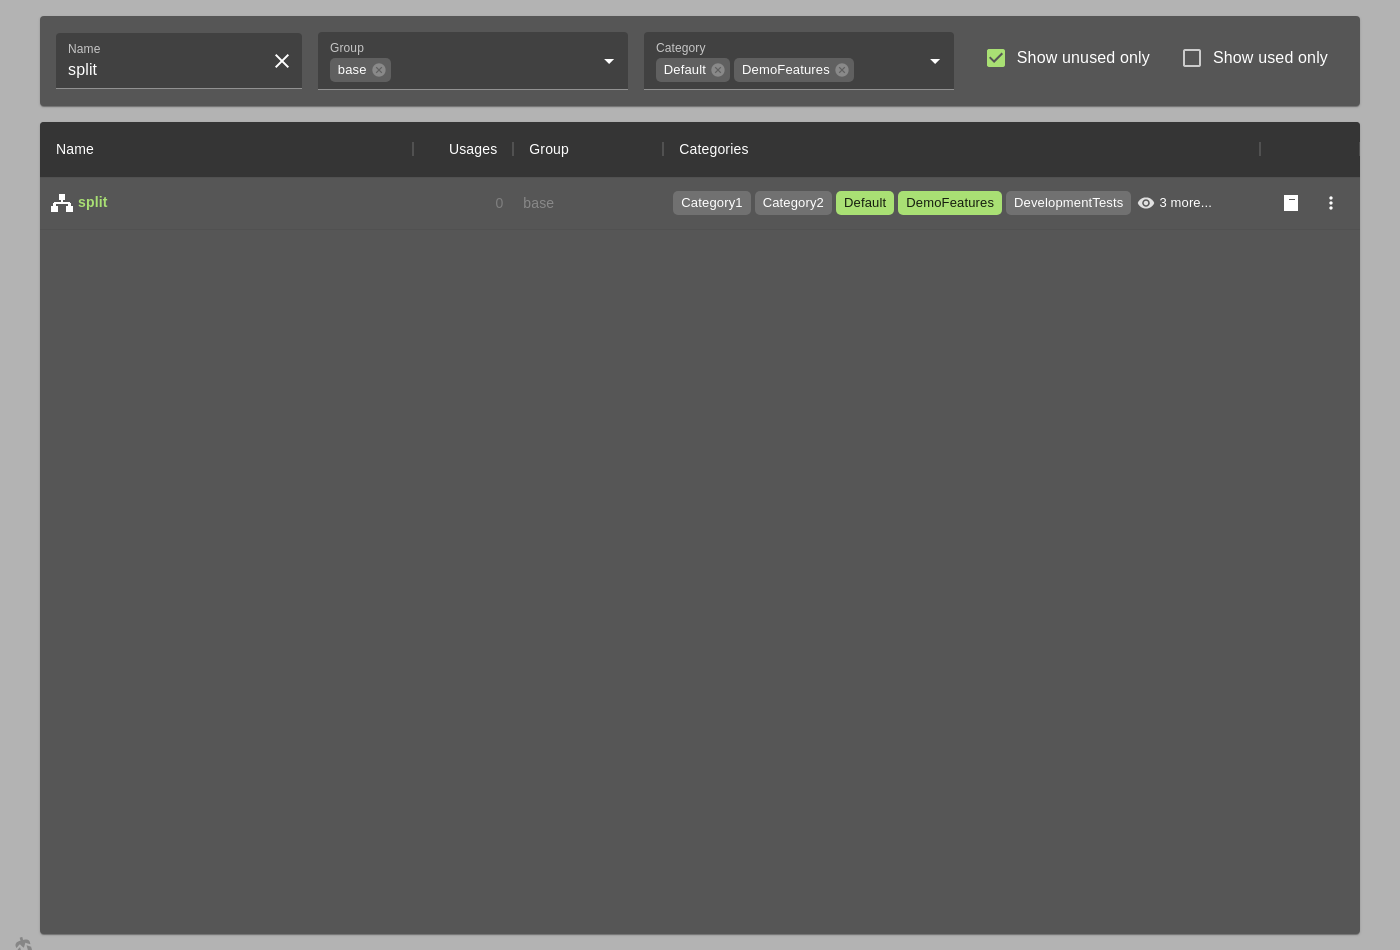 Name
split
Group
base
Category
Default DemoFeatures
Show unused only
Show used only
Name Usages Group Categories
split 0 base Category1 Category2 Default DemoFeatures DevelopmentTests 3 more...